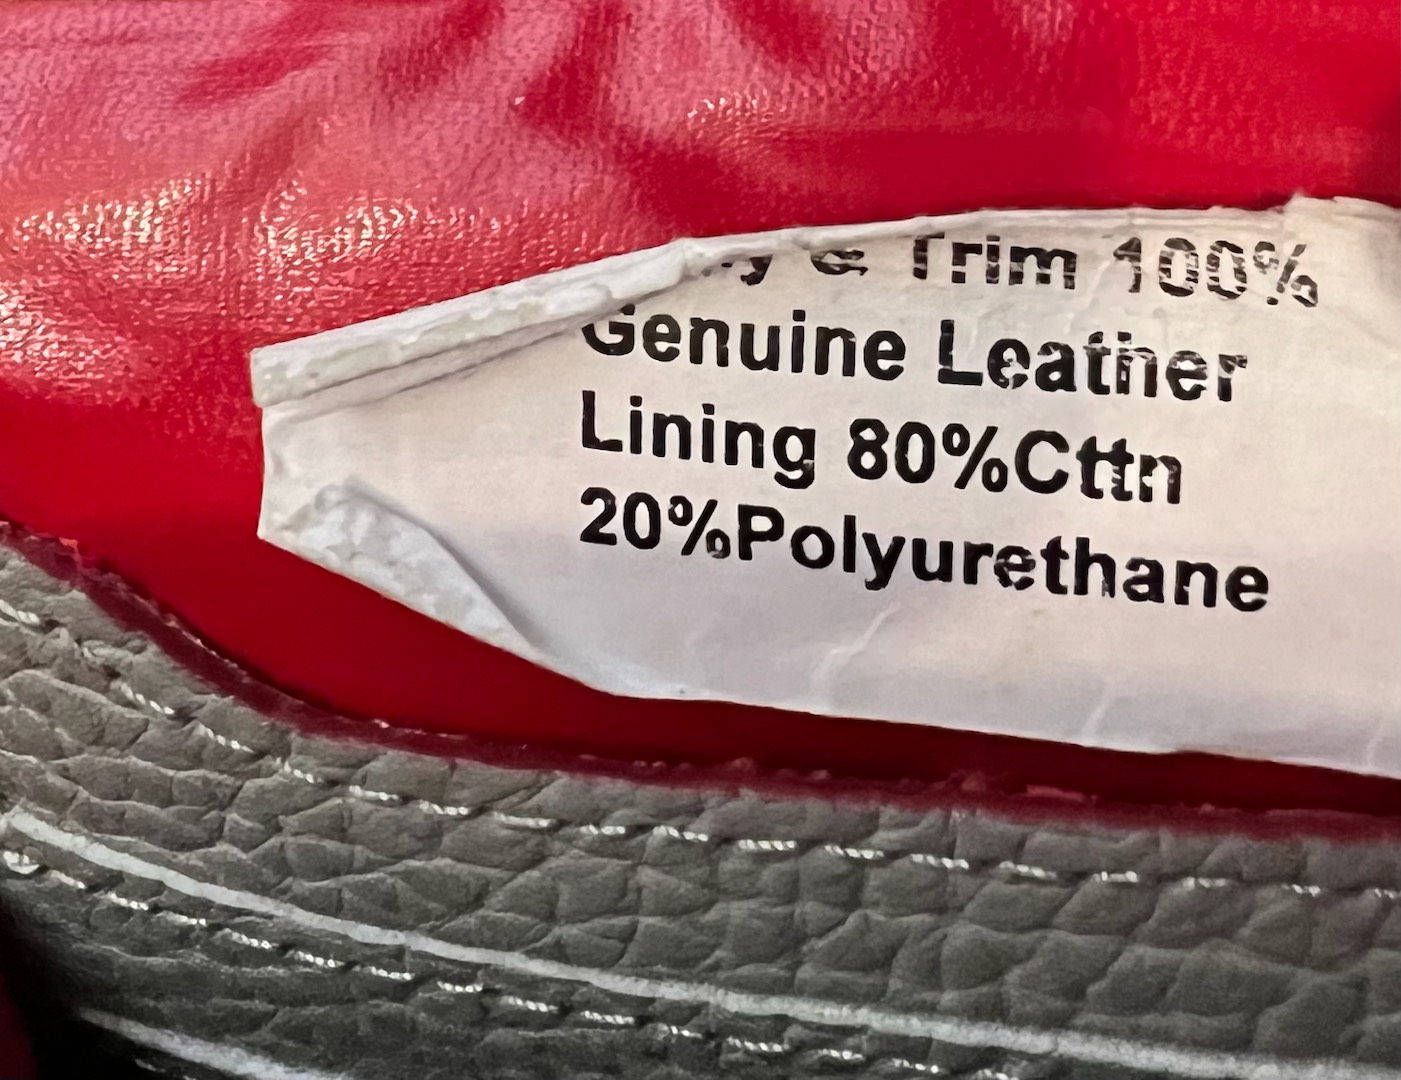 & Trim 100%
Genuine Leather
Lining 80%Cttn
20%Polyurethane